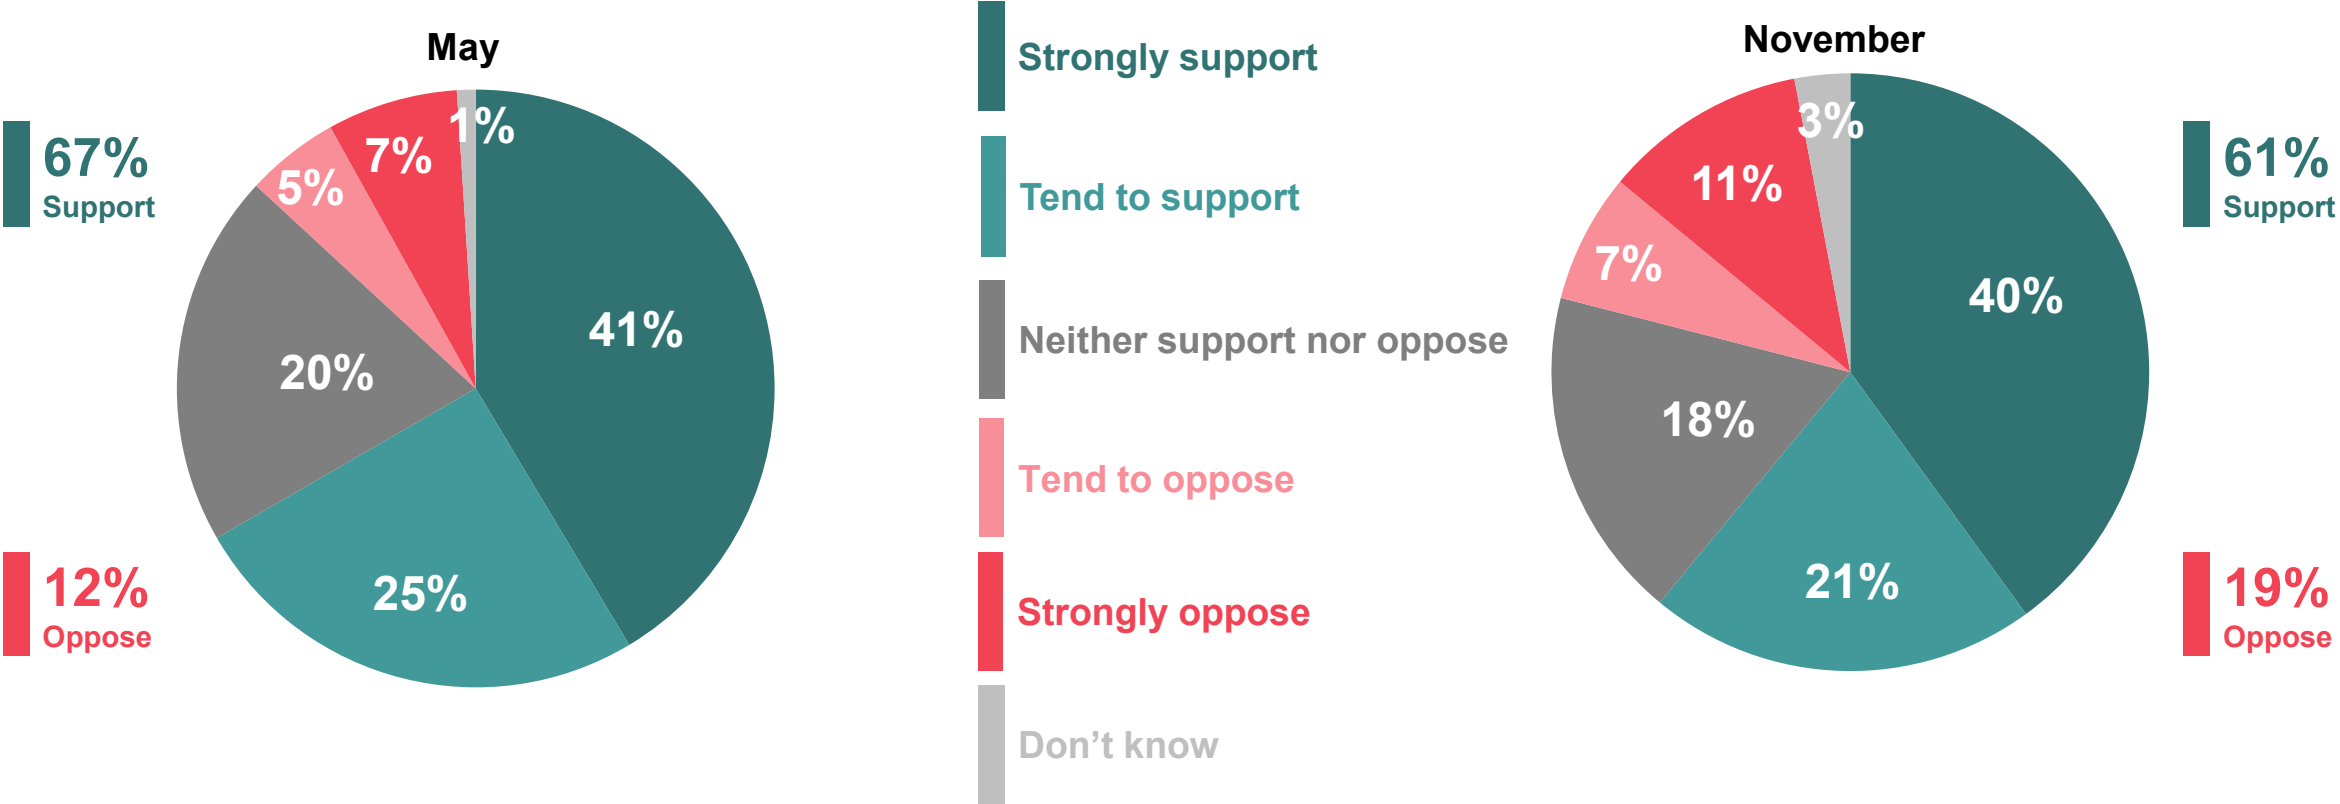 May
67%
Support
12%
Oppose
1%
7%
5%
41%
20%
25%
Strongly support
Tend to support
Neither support nor oppose
Tend to oppose
Strongly oppose
Don’t know
November
3%
11%
7%
40%
18%
21%
61%
Support
19%
Oppose